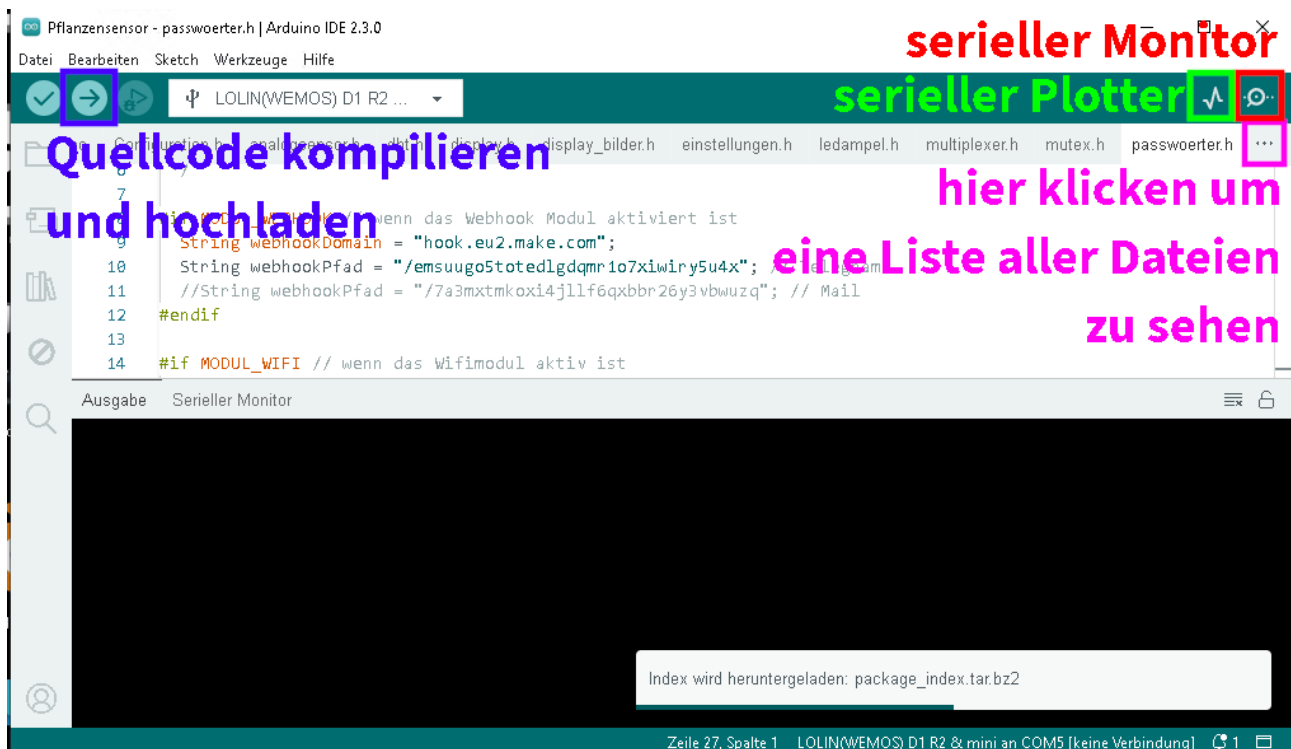 Pflanzensensor - passwoerter.h | Arduino IDE 2.3.0
serieller Monitor
Datei Bearbeiten Sketch Werkzeuge Hilfe
LOLIN(WEMOS) D1 R2 ...
serieller Plotter
Quellcode kompilieren
display_bilder.h einstellungen.h ledampel.h multiplexer.h mutex.h passwoerter.h ...
hier klicken um
7
und hochladen
wenn das Webhook Modul aktiviert ist
9 String webhookDomain = "hook.eu2.make.com";
10 String webhookPfad = "/emsuugo5totedlgdqmr1o7xiwiry5u4x"; //
eine Liste aller Dateien
11 //String webhookPfad = "/7a3mxtmkoxi4jllf6qxbbr26y3vbwuzq"; // Mail
12 #endif
zu sehen
13
14 #if MODUL_WIFI // wenn das Wifimodul aktiv ist
Ausgabe Serieller Monitor
Index wird heruntergeladen: package_index.tar.bz2
Zeile 27, Spalte 1 LOLIN(WEMOS) D1 R2 & mini an COM5 [keine Verbindung] 1